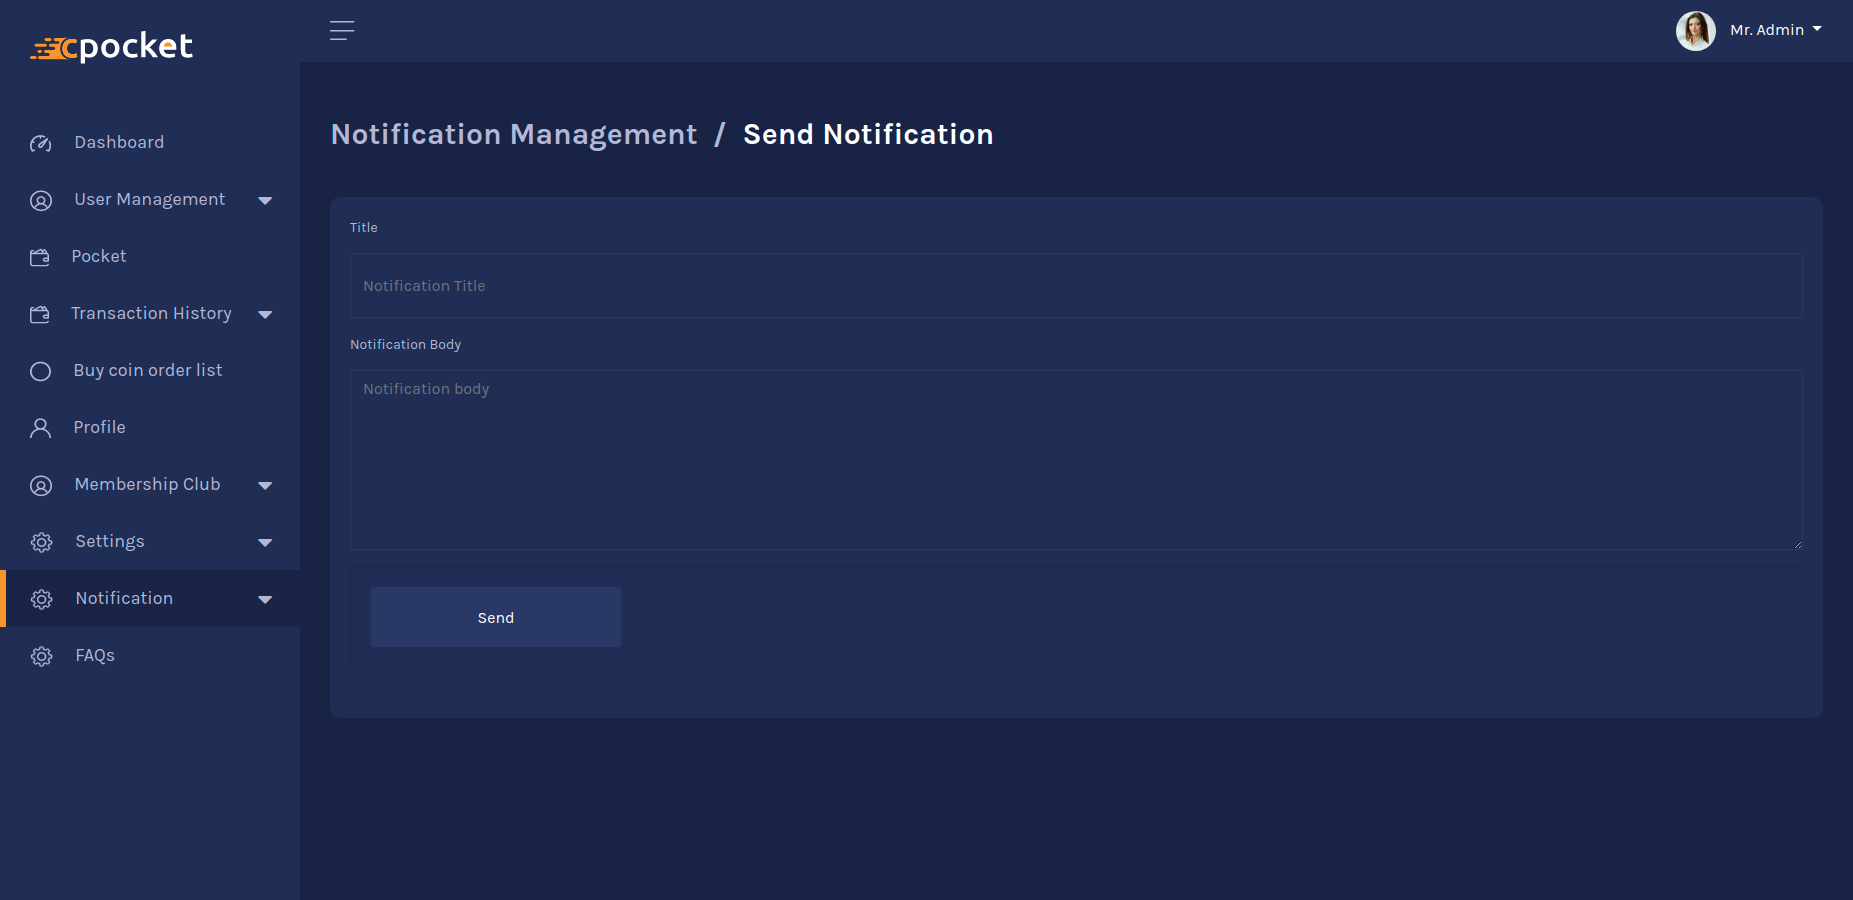 cpocket
Mr. Admin
Dashboard
User Management
Pocket
Transaction History
Buy coin order list
Profile
Membership Club
Settings
Notification
FAQs
Notification Management / Send Notification
Title
Notification Title
Notification Body
Notification body
Send